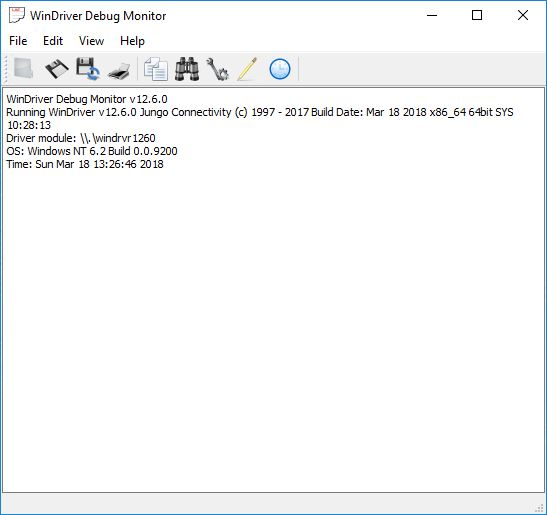 WinDriver Debug Monitor
File Edit View Help
WinDriver Debug Monitor v12.6.0
Running WinDriver v12.6.0 Jungo Connectivity (c) 1997 - 2017 Build Date: Mar 18 2018 x86_64 64bit SYS
10:28:13
Driver module: \\.\windrvr1260
OS: Windows NT 6.2 Build 0.0.9200
Time: Sun Mar 18 13:26:46 2018